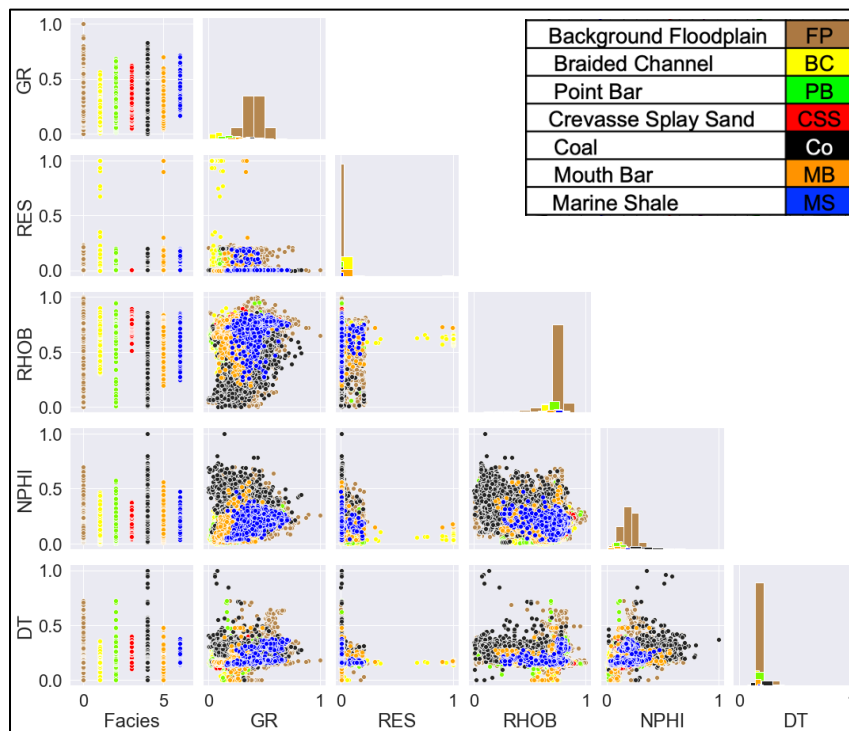 Background Floodplain FP
Braided Channel BC
Point Bar PB
Crevasse Splay Sand CSS
Coal Co
Mouth Bar MB
Marine Shale MS
1.0
GR
0.5
0.0
1.0
RES
0.5
0.0
1.0
RHOB
0.5
0.0
1.0
NPHI
0.5
0.0
1.0
DT
0.5
0.0
0 5 0 1 0 1 0 1 0 1 0 1
Facies GR RES RHOB NPHI DT